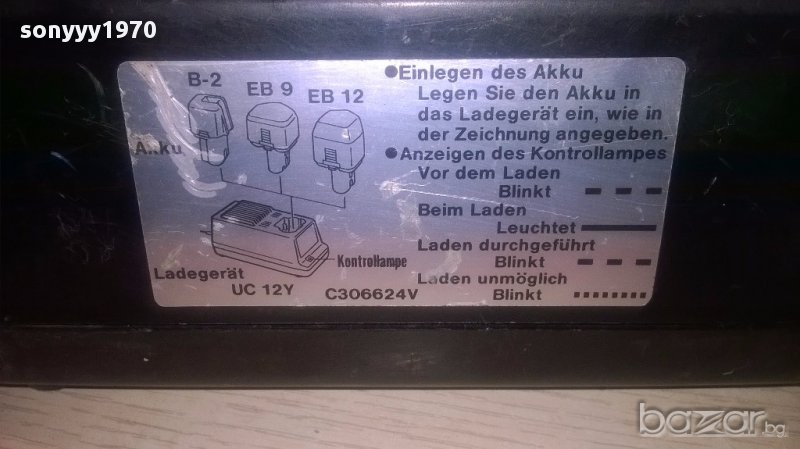 sonyyy1970
B-2
EB 9
EB 12
Akku
Kontrollampe
Ladegerät
UC 12Y
C306624V
●Einlegen des Akku
Legen Sie den Akku in
das Ladegerät ein, wie in
der Zeichnung angegeben.
●Anzeigen des Kontrollampes
Vor dem Laden
Blinkt
Beim Laden
Leuchtet
Laden durchgeführt
Blinkt
Laden unmöglich
Blinkt
bazar.bg